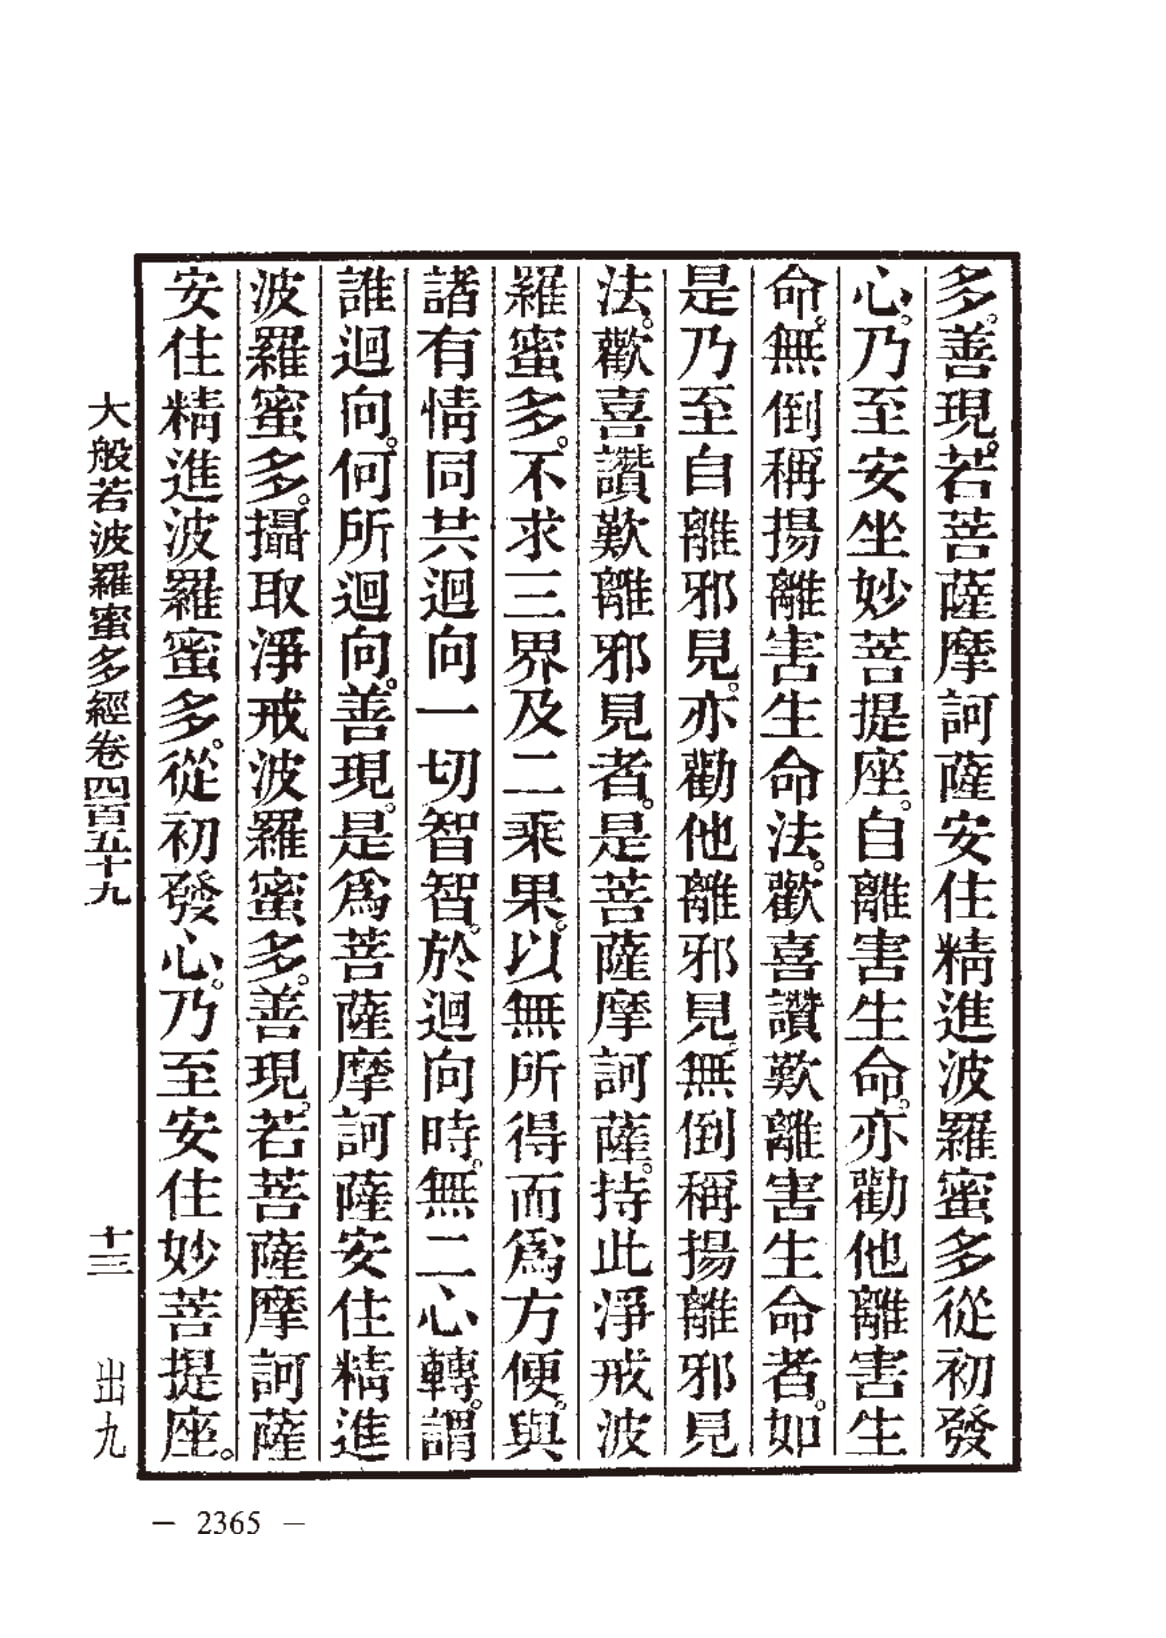 多。善現。若菩薩摩訶薩安住精進波羅蜜多從初發
心。乃至安坐妙菩提座。自離害生命。亦勸他離害生
命。無倒稱揚離害生命法。歡喜讚歎離害生命者。如
是乃至自離邪見。亦勸他離邪見。無倒稱揚離邪見
法。歡喜讚歎離邪見者。是菩薩摩訶薩。持此淨戒波
羅蜜多。不求三界及二乘果。以無所得而爲方便。與
諸有情同共迴向一切智智。於迴向時。無二心轉。謂
誰迴向。何所迴向。善現。是爲菩薩摩訶薩安住精進
波羅蜜多。攝取淨戒波羅蜜多。善現。若菩薩摩訶薩
安住精進波羅蜜多。從初發心。乃至安住妙菩提座。
大般若波羅蜜多經卷四百五十九 十三 出九
— 2365 —